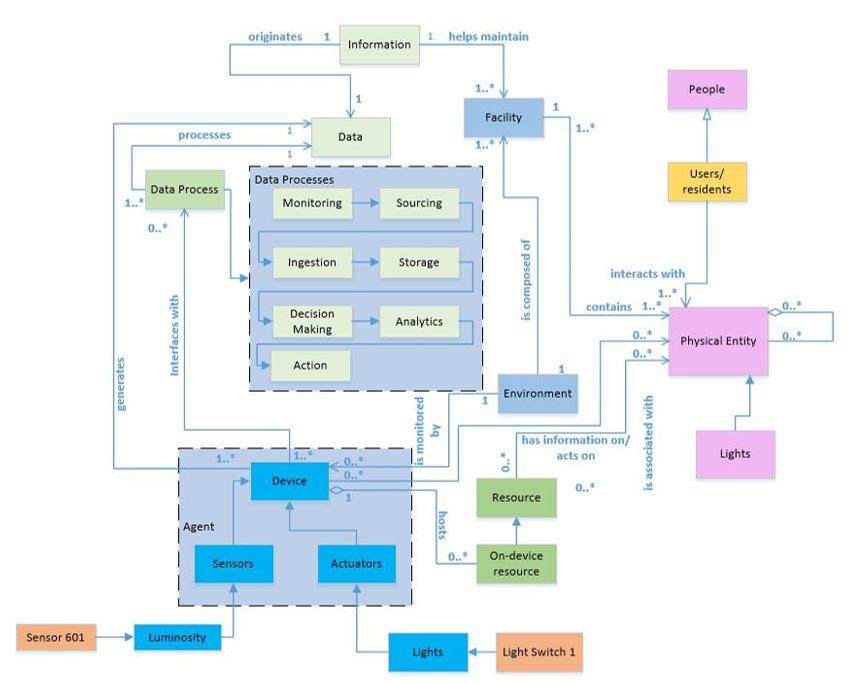 originates 1 Information 1 helps maintain
1..*
1
People
Facility 1
1..*
1..*
processes 1
1
Data
Data Process
1..*
0..*
Data Processes
Monitoring Sourcing
Ingestion Storage
Decision
Making
Analytics
Action
Users/
residents
interacts with
1..*
contains 1..*
0..*
0..*
0..*
0..*
Physical Entity
is composed of
Interfaces with
generates
1
Environment
1
is monitored
by
has information on/
acts on
is associated with
Lights
1..*
1..*
0..*
0..*
1
Device
0..*
0..*
Resource
hosts
Agent
Sensors Actuators
0..*
On-device
resource
Sensor 601 Luminosity
Lights Light Switch 1